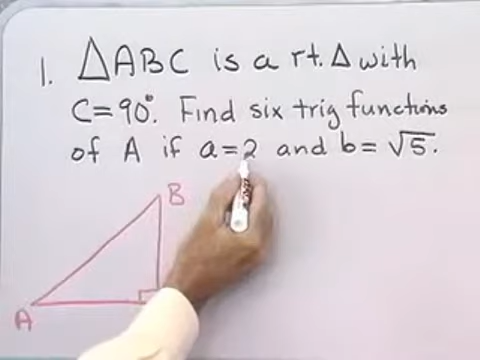 1. △ABC is a rt. △ with
C=90°. Find six trig functions
of A if a=2 and b=√5.
B
A